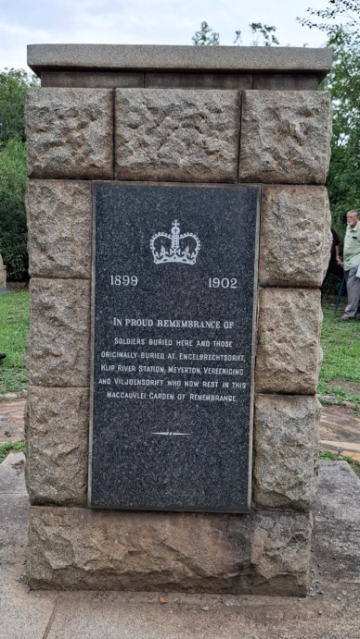 1899 1902
IN PROUD REMEMBRANCE OF
SOLDIERS BURIED HERE AND THOSE
ORIGINALLY BURIED AT ENGELBRECHTSDRIFT,
KLIP RIVER STATION, MEYERTON, VEREENIGING
AND VILJOENSDRIFT WHO NOW REST IN THIS
MACCAUVLEI GARDEN OF REMEMBRANCE